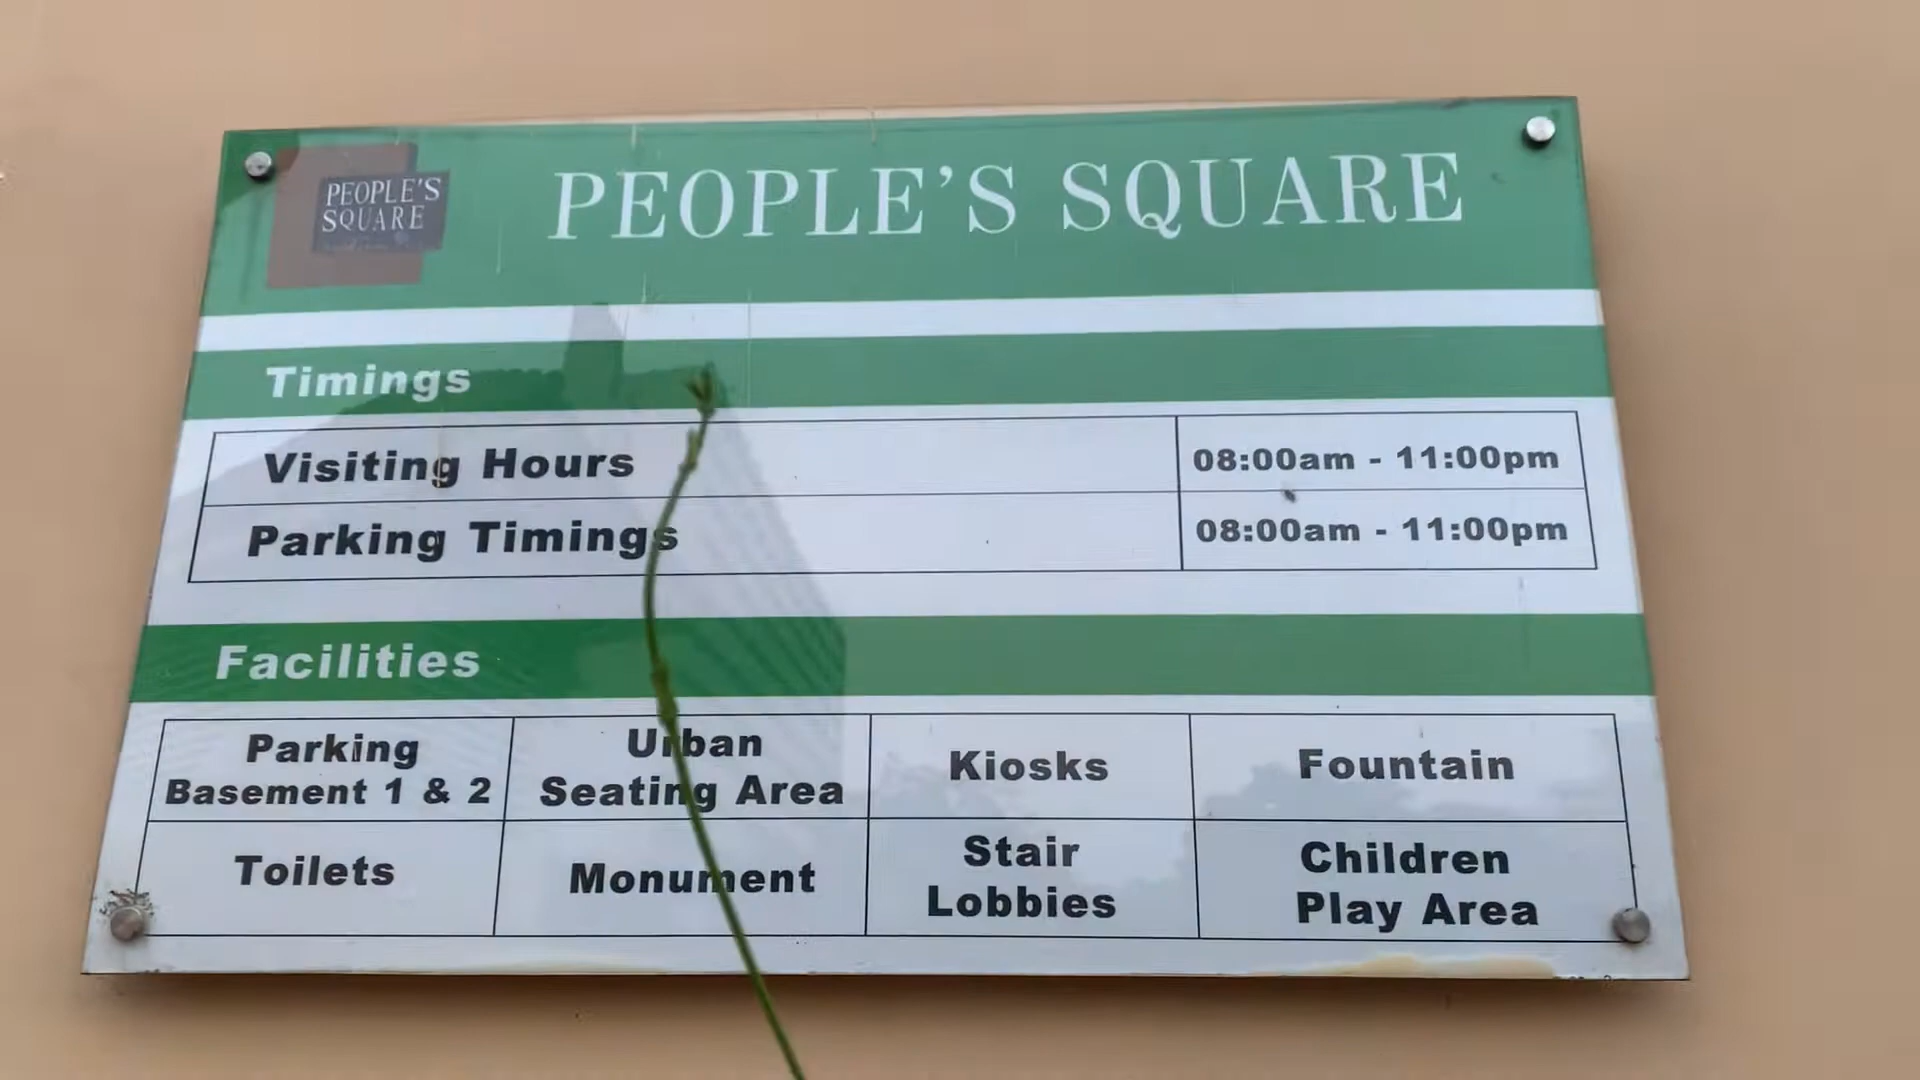 PEOPLE'S
SQUARE
PEOPLE'S SQUARE
Timings
Visiting Hours 08:00am - 11:00pm
Parking Timings 08:00am - 11:00pm
Facilities
Parking
Basement 1 & 2
Urban
Seating Area
Kiosks
Fountain
Toilets
Monument
Stair
Lobbies
Children
Play Area